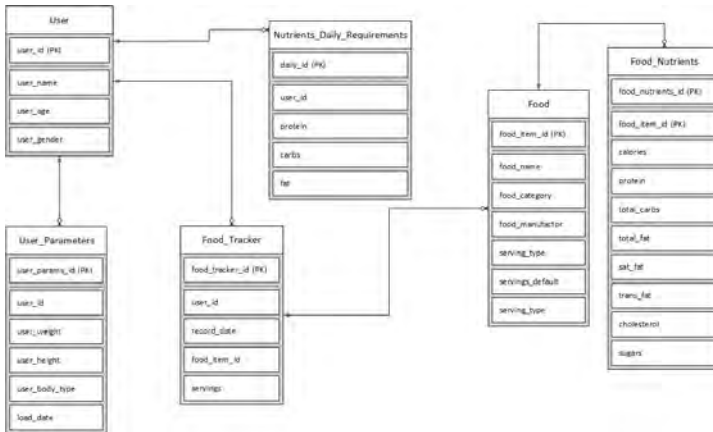 User
user_id (PK)
user_name
user_age
user_gender
Nutrients_Daily_Requirements
daily_id (PK)
user_id
protein
carbs
fat
Food
food_item_id (PK)
food_name
food_category
food_manufactor
serving_type
servings_default
serving_type
Food_Nutrients
food_nutrients_id (PK)
food_item_id (PK)
calories
protein
total_carbs
total_fat
sat_fat
trans_fat
cholesterol
sugars
User_Parameters
user_params_id (PK)
user_id
user_weight
user_height
user_body_type
load_date
Food_Tracker
food_tracker_id (PK)
user_id
record_date
food_item_id
servings